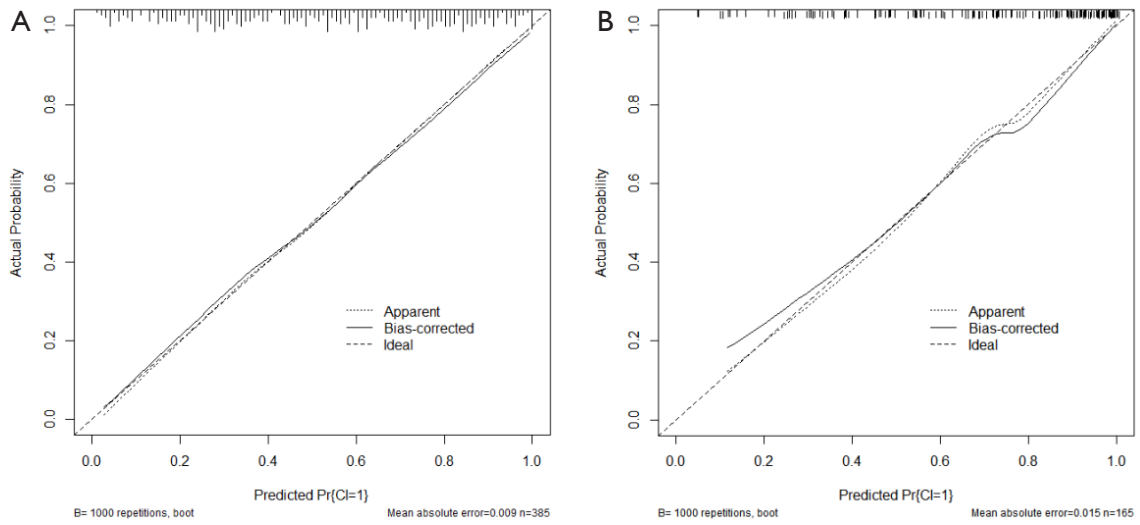 A
Actual Probability
1.0
0.8
0.6
0.4
0.2
0.0
Apparent
Bias-corrected
Ideal
0.0 0.2 0.4 0.6 0.8 1.0
Predicted Pr{CI=1}
B= 1000 repetitions, boot
Mean absolute error=0.009 n=385
B
Actual Probability
1.0
0.8
0.6
0.4
0.2
0.0
Apparent
Bias-corrected
Ideal
0.0 0.2 0.4 0.6 0.8 1.0
Predicted Pr{CI=1}
B= 1000 repetitions, boot
Mean absolute error=0.015 n=165